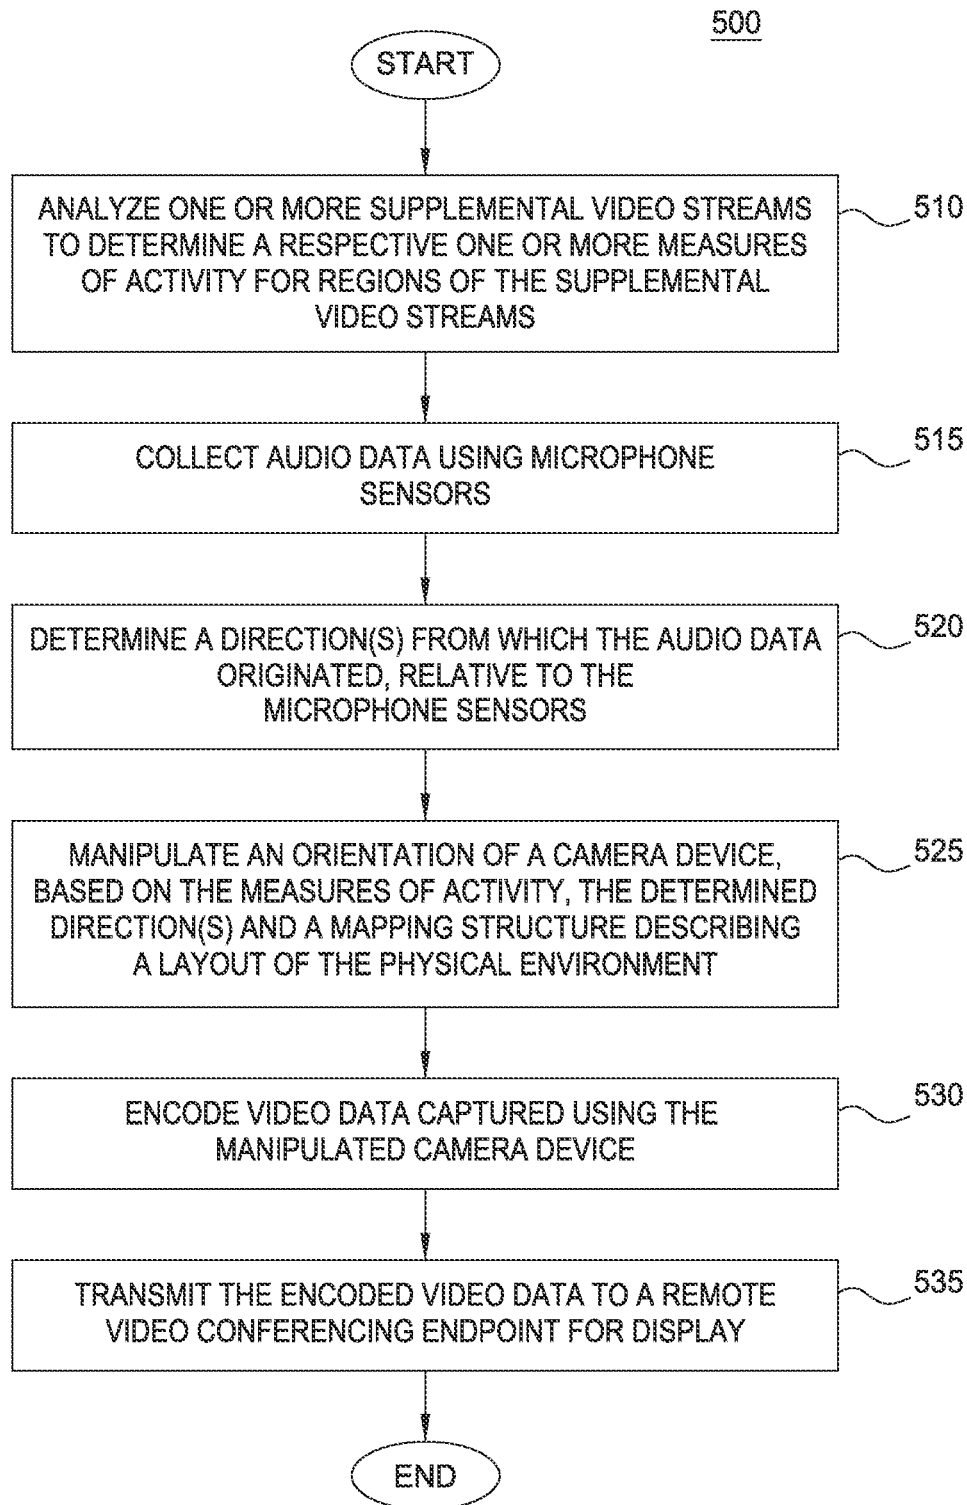 500
START
ANALYZE ONE OR MORE SUPPLEMENTAL VIDEO STREAMS
TO DETERMINE A RESPECTIVE ONE OR MORE MEASURES
OF ACTIVITY FOR REGIONS OF THE SUPPLEMENTAL
VIDEO STREAMS
510
COLLECT AUDIO DATA USING MICROPHONE
SENSORS
515
DETERMINE A DIRECTION(S) FROM WHICH THE AUDIO DATA
ORIGINATED, RELATIVE TO THE
MICROPHONE SENSORS
520
MANIPULATE AN ORIENTATION OF A CAMERA DEVICE,
BASED ON THE MEASURES OF ACTIVITY, THE DETERMINED
DIRECTION(S) AND A MAPPING STRUCTURE DESCRIBING
A LAYOUT OF THE PHYSICAL ENVIRONMENT
525
ENCODE VIDEO DATA CAPTURED USING THE
MANIPULATED CAMERA DEVICE
530
TRANSMIT THE ENCODED VIDEO DATA TO A REMOTE
VIDEO CONFERENCING ENDPOINT FOR DISPLAY
535
END